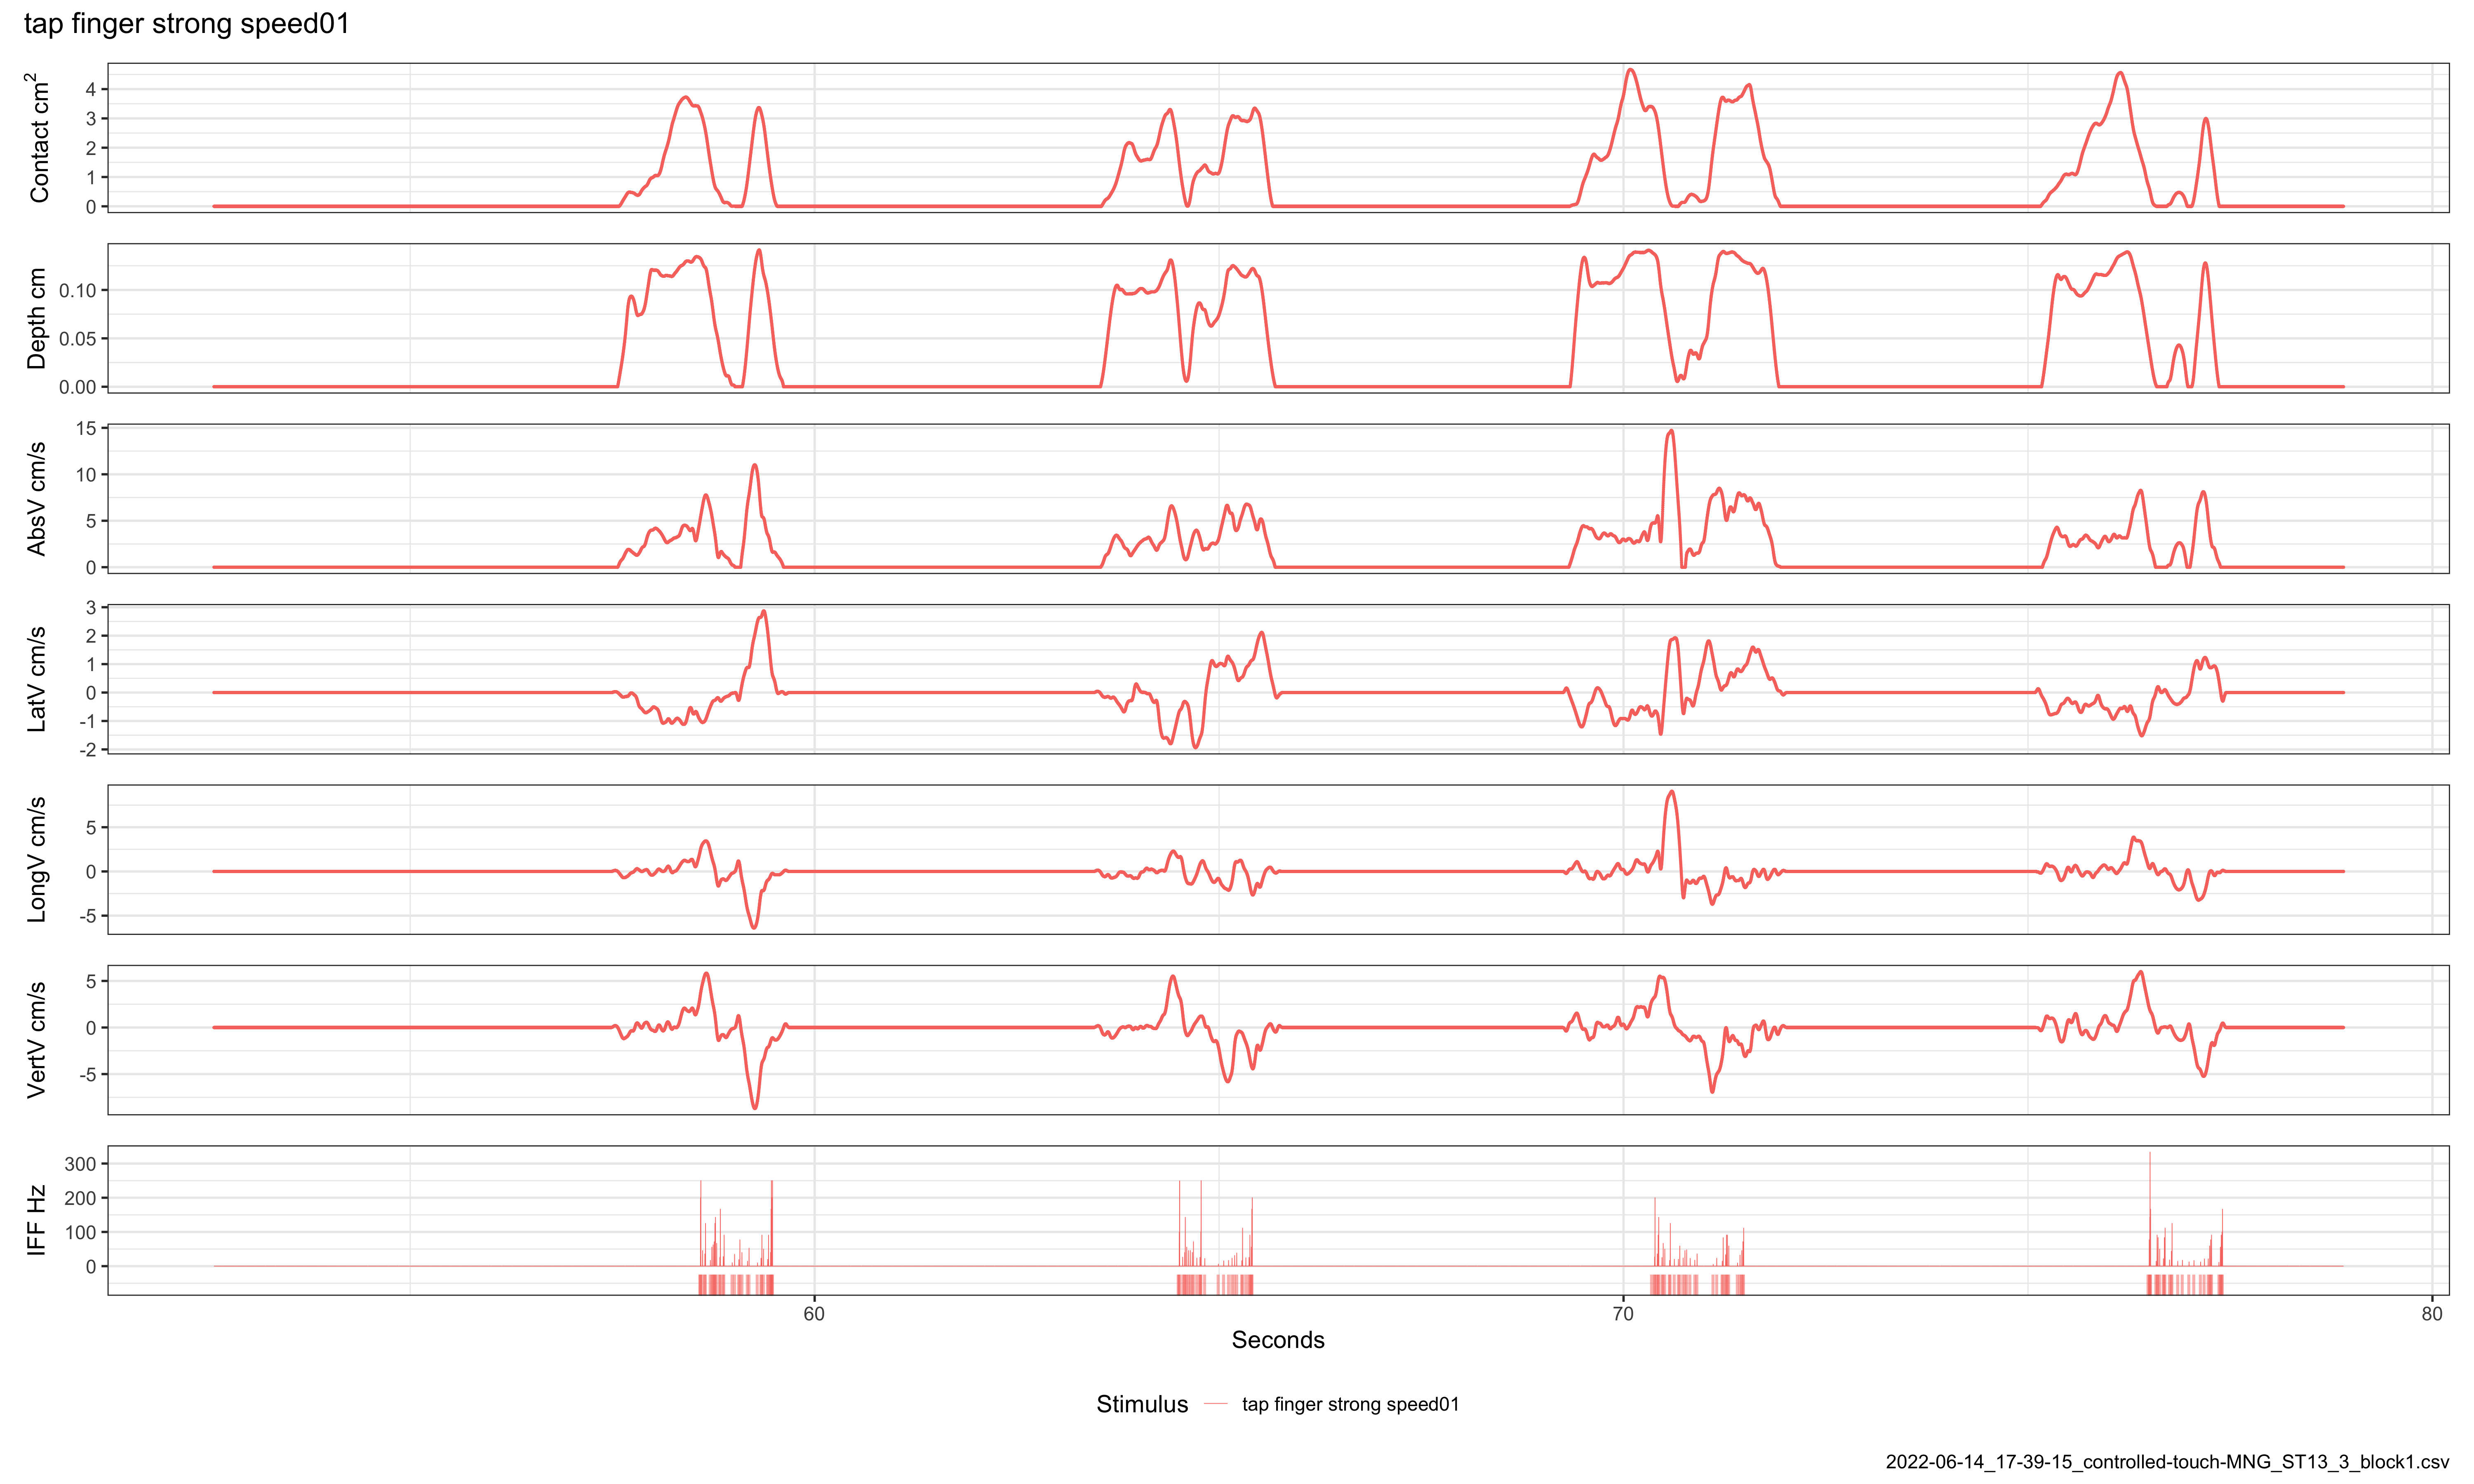 tap finger strong speed01
Contact cm²
4
3
2
1
0
Depth cm
0.10
0.05
0.00
AbsV cm/s
15
10
5
0
LatV cm/s
3
2
1
0
-1
-2
LongV cm/s
5
0
-5
VertV cm/s
5
0
-5
IFF Hz
300
200
100
0
60 70 80
Seconds
Stimulus tap finger strong speed01
2022-06-14_17-39-15_controlled-touch-MNG_ST13_3_block1.csv